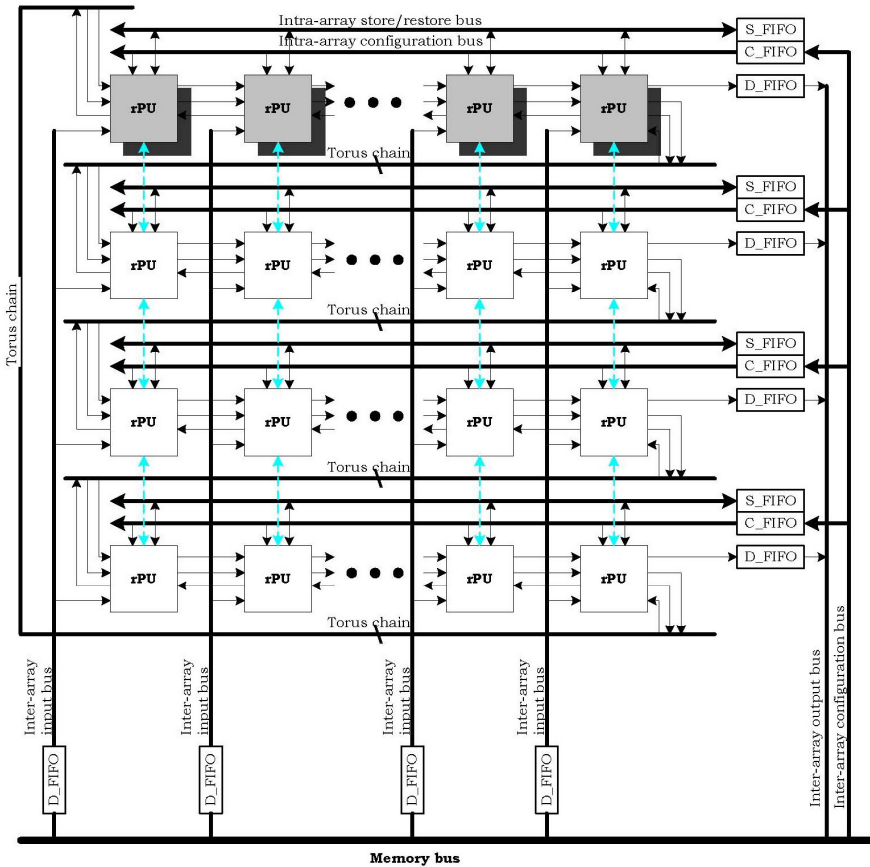 Intra-array store/restore bus
S_FIFO
Intra-array configuration bus
C_FIFO
D_FIFO
rPU
rPU
rPU
rPU
Torus chain
S_FIFO
C_FIFO
D_FIFO
rPU
rPU
rPU
rPU
Torus chain
Torus chain
S_FIFO
C_FIFO
D_FIFO
rPU
rPU
rPU
rPU
Torus chain
S_FIFO
C_FIFO
D_FIFO
rPU
rPU
rPU
rPU
Torus chain
Inter-array
input bus
Inter-array
input bus
Inter-array
input bus
Inter-array
input bus
Inter-array output bus
Inter-array configuration bus
D_FIFO
D_FIFO
D_FIFO
D_FIFO
Memory bus